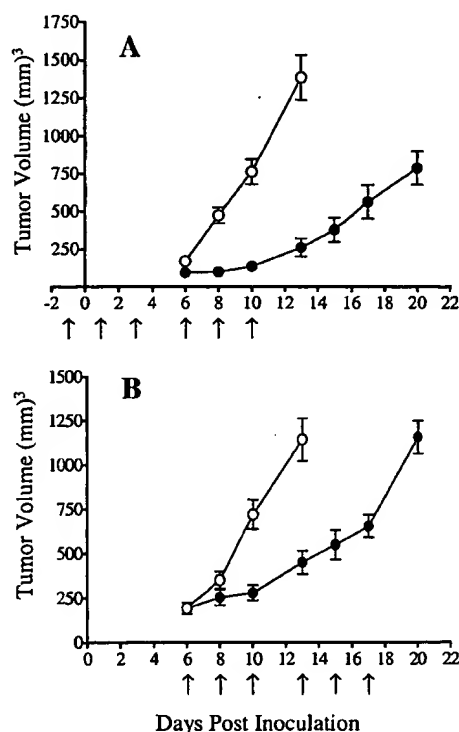 A
Tumor Volume (mm)³
1750
1500
1250
1000
750
500
250
-2 0 2 4 6 8 10 12 14 16 18 20 22
↑ ↑ ↑ ↑ ↑ ↑
B
Tumor Volume (mm)³
1500
1250
1000
750
500
250
0
0 2 4 6 8 10 12 14 16 18 20 22
↑ ↑ ↑ ↑ ↑ ↑
Days Post Inoculation